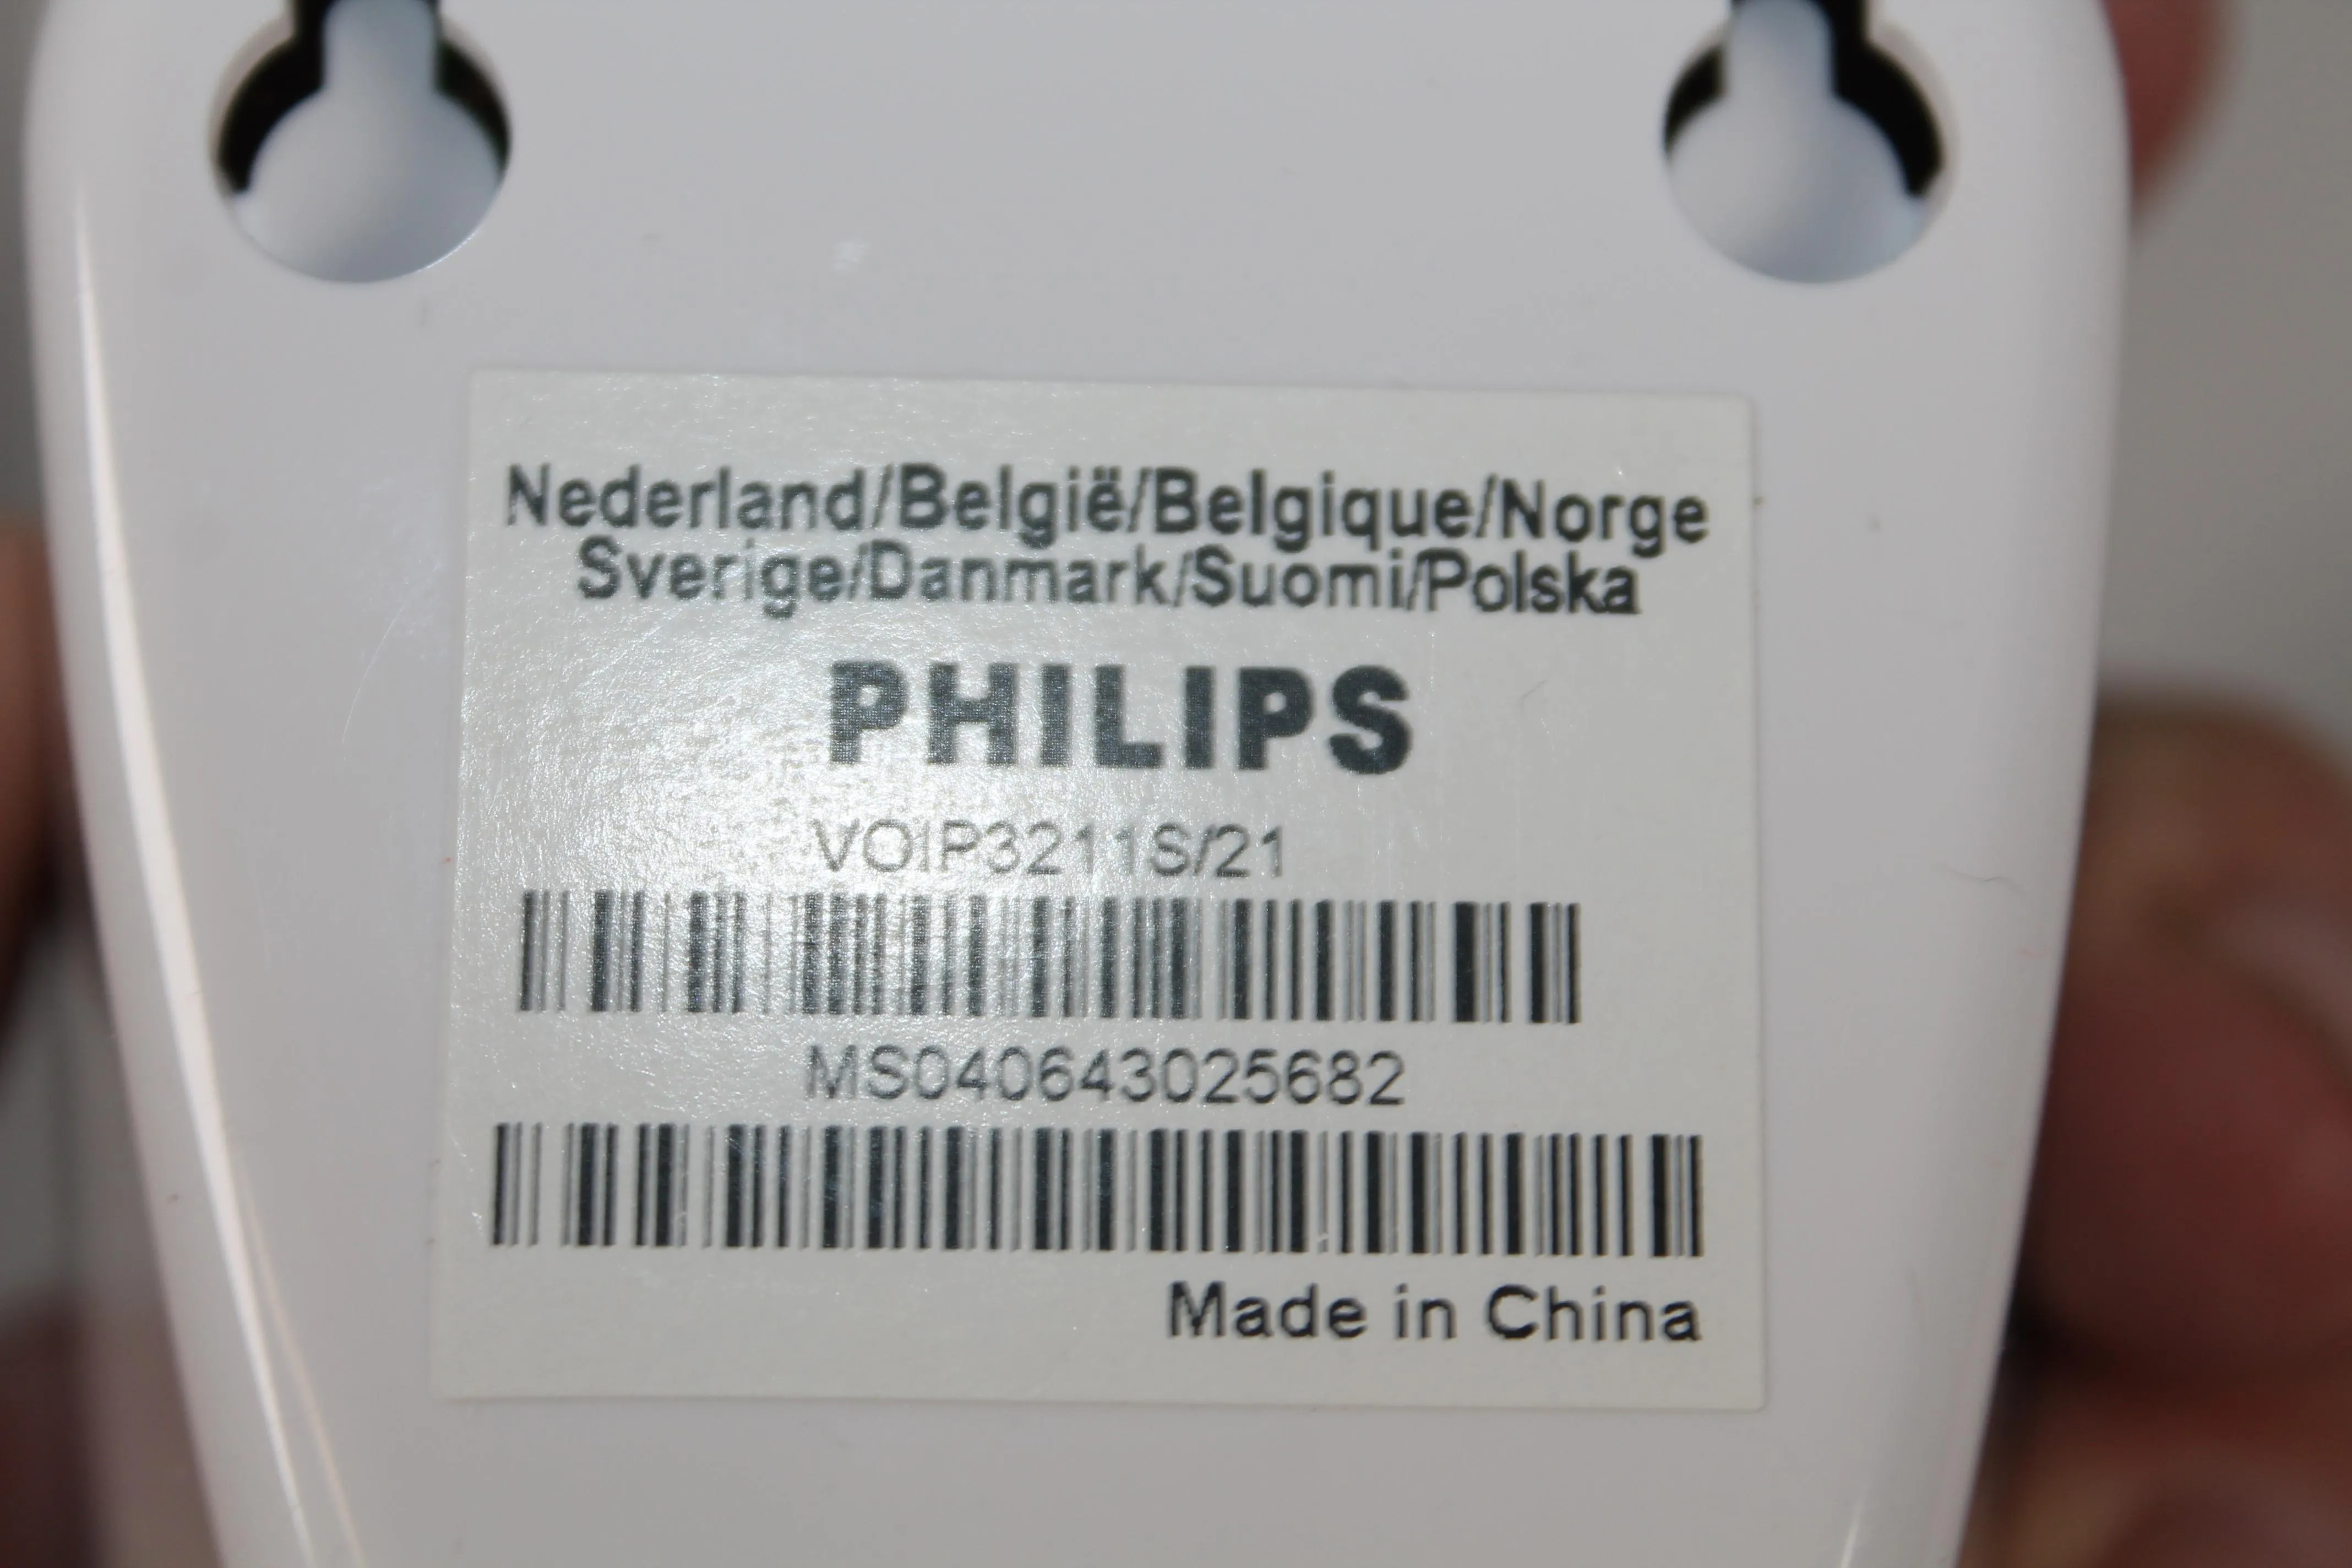 Nederland/België/Belgique/Norge
Sverige/Danmark/Suomi/Polska
PHILIPS
VOIP3211S/21
MS040643025682
Made in China